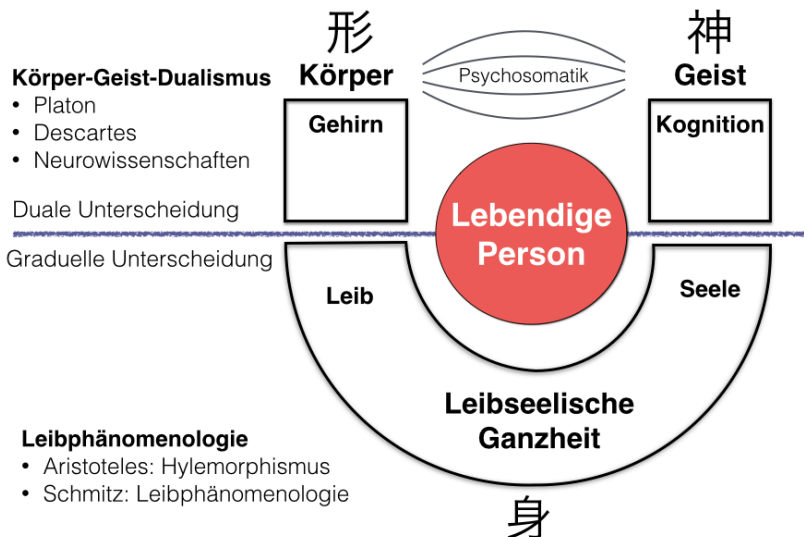 形
神
Körper
Psychosomatik
Geist
Körper-Geist-Dualismus
• Platon
• Descartes
• Neurowissenschaften
Gehirn
Kognition
Duale Unterscheidung
Lebendige
Person
Graduelle Unterscheidung
Leib
Seele
Leibseelische
Ganzheit
Leibphänomenologie
• Aristoteles: Hylemorphismus
• Schmitz: Leibphänomenologie
身